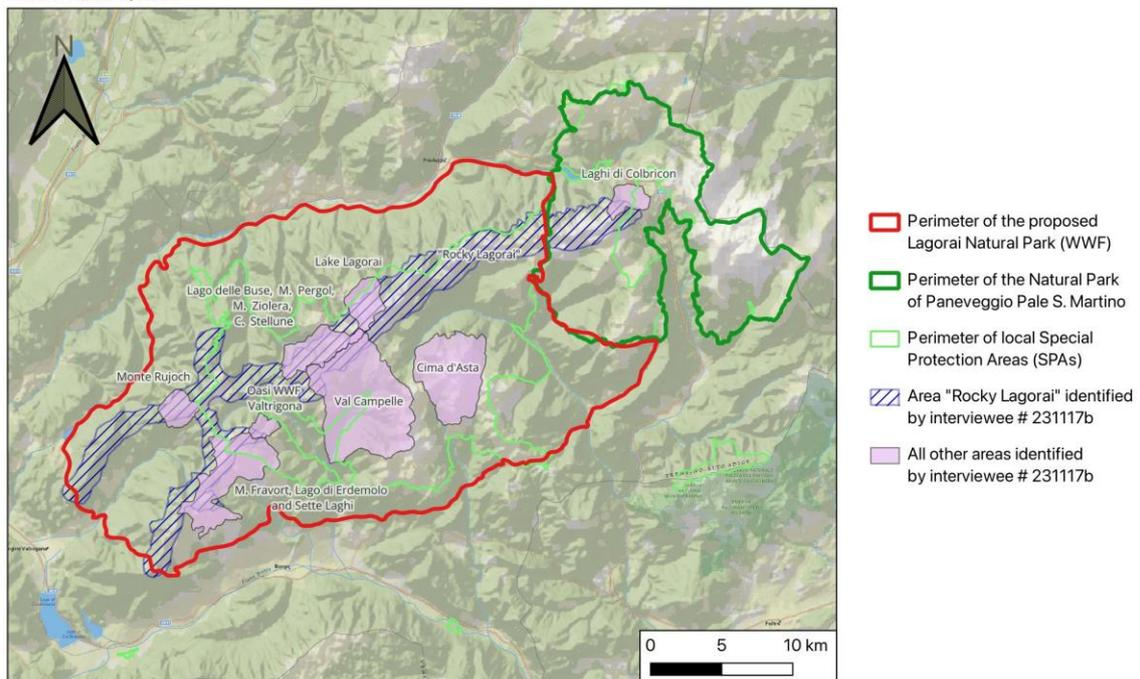 N
Predazzo
Laghi di Colbricon
"Rocky Lagorai"
Lake Lagorai
Lago delle Buse, M. Pergol,
M. Ziolera,
C. Stellune
Monte Rujoch
Oasi WWF
Valtrigona
Val Campelle
Cima d'Asta
M. Fravort, Lago di Erdemolo
and Sette Laghi
Borgo
0 5 10 km
Perimeter of the proposed
Lagorai Natural Park (WWF)
Perimeter of the Natural Park
of Paneveggio Pale S. Martino
Perimeter of local Special
Protection Areas (SPAs)
Area "Rocky Lagorai" identified
by interviewee # 231117b
All other areas identified
by interviewee # 231117b